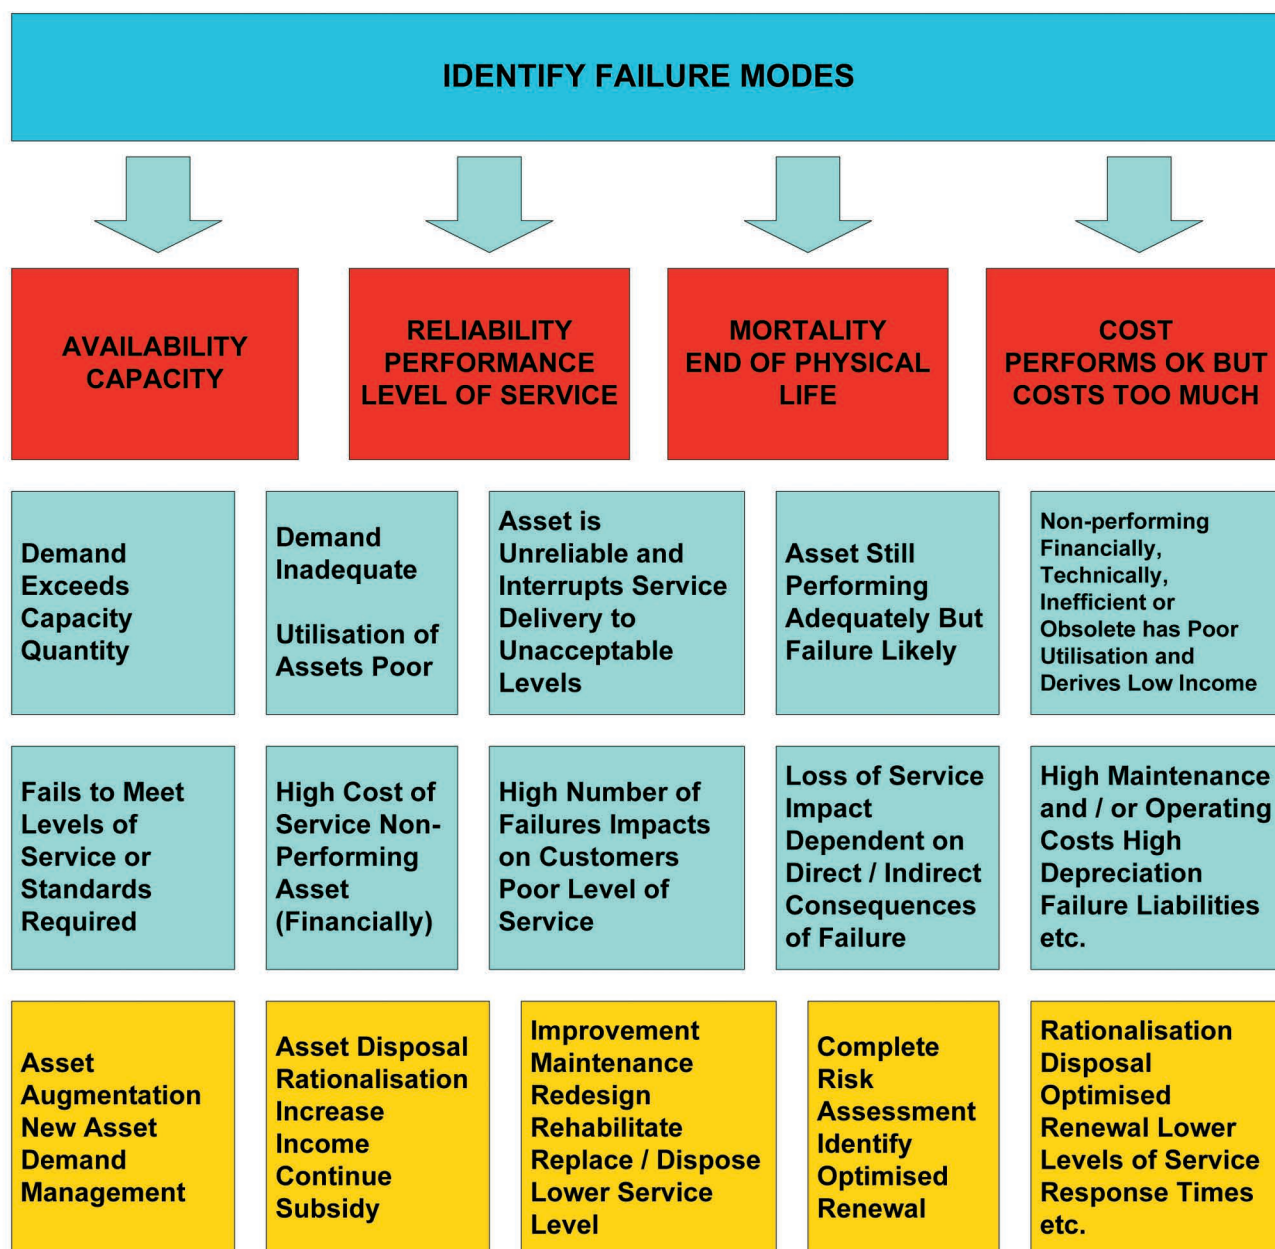 IDENTIFY FAILURE MODES
AVAILABILITY
CAPACITY
RELIABILITY
PERFORMANCE
LEVEL OF SERVICE
MORTALITY
END OF PHYSICAL
LIFE
COST
PERFORMS OK BUT
COSTS TOO MUCH
Demand
Exceeds
Capacity
Quantity
Demand
Inadequate
Utilisation of
Assets Poor
Asset is
Unreliable and
Interrupts Service
Delivery to
Unacceptable
Levels
Asset Still
Performing
Adequately But
Failure Likely
Non-performing
Financially,
Technically,
Inefficient or
Obsolete has Poor
Utilisation and
Derives Low Income
Fails to Meet
Levels of
Service or
Standards
Required
High Cost of
Service Non-
Performing
Asset
(Financially)
High Number of
Failures Impacts
on Customers
Poor Level of
Service
Loss of Service
Impact
Dependent on
Direct / Indirect
Consequences
of Failure
High Maintenance
and / or Operating
Costs High
Depreciation
Failure Liabilities
etc.
Asset
Augmentation
New Asset
Demand
Management
Asset Disposal
Rationalisation
Increase
Income
Continue
Subsidy
Improvement
Maintenance
Redesign
Rehabilitate
Replace / Dispose
Lower Service
Level
Complete
Risk
Assessment
Identify
Optimised
Renewal
Rationalisation
Disposal
Optimised
Renewal Lower
Levels of Service
Response Times
etc.